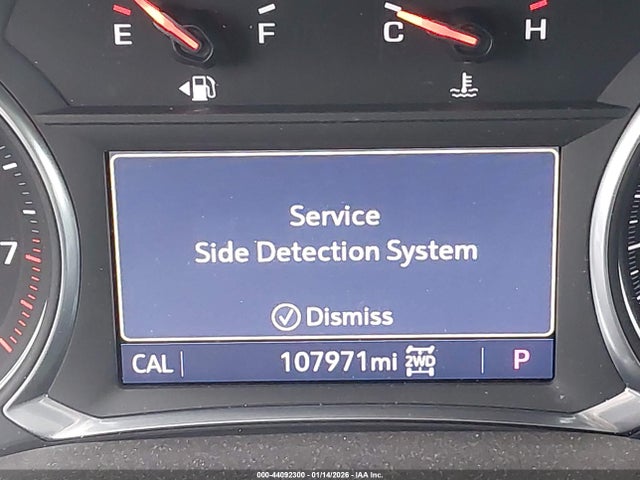 E F C H
7
Service
Side Detection System
Dismiss
CAL 107971mi 2WD P
000-44092300 - 01/14/2026 - IAA Inc.